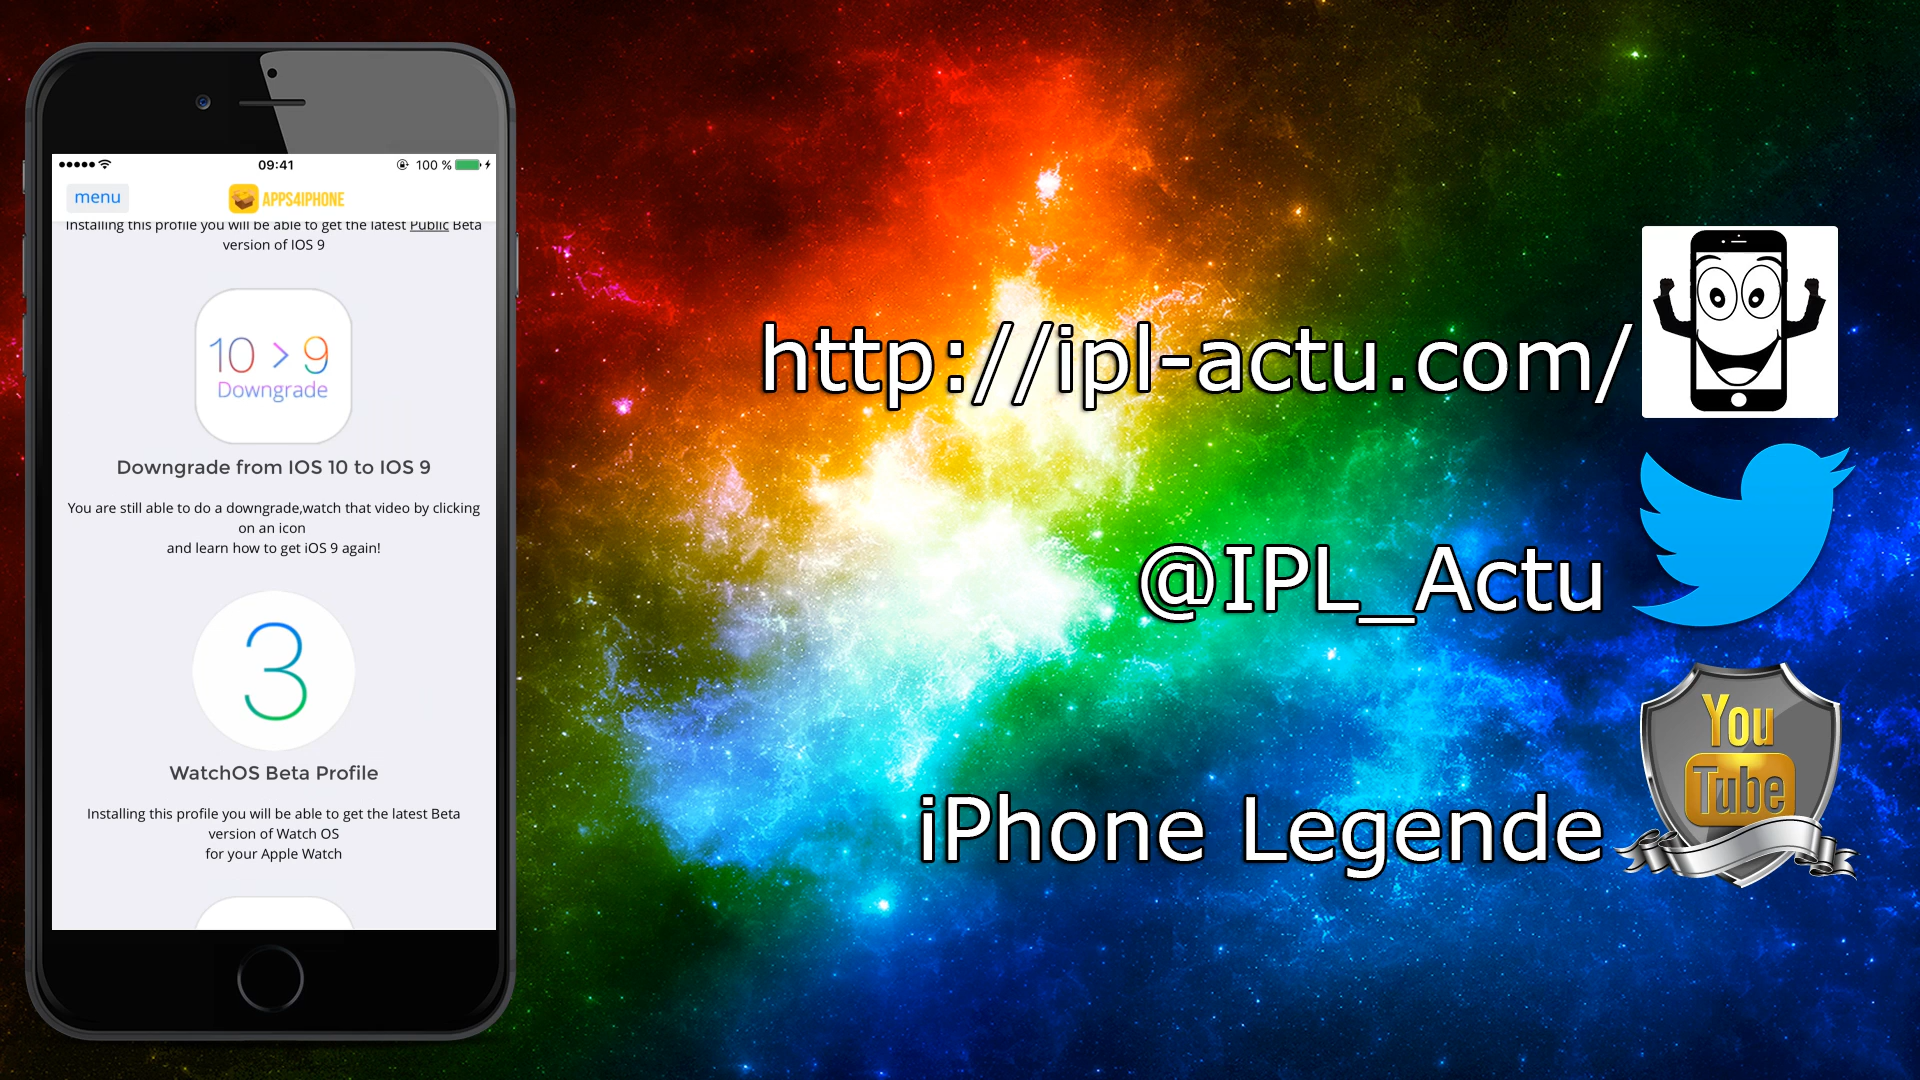 09:41
100 %
menu
APPS4IPHONE
Installing this profile you will be able to get the latest Public Beta
version of IOS 9
10 > 9
Downgrade
Downgrade from IOS 10 to IOS 9
You are still able to do a downgrade,watch that video by clicking
on an icon
and learn how to get iOS 9 again!
3
WatchOS Beta Profile
Installing this profile you will be able to get the latest Beta
version of Watch OS
for your Apple Watch
http://ipl-actu.com/
@IPL_Actu
You
Tube
iPhone Legende